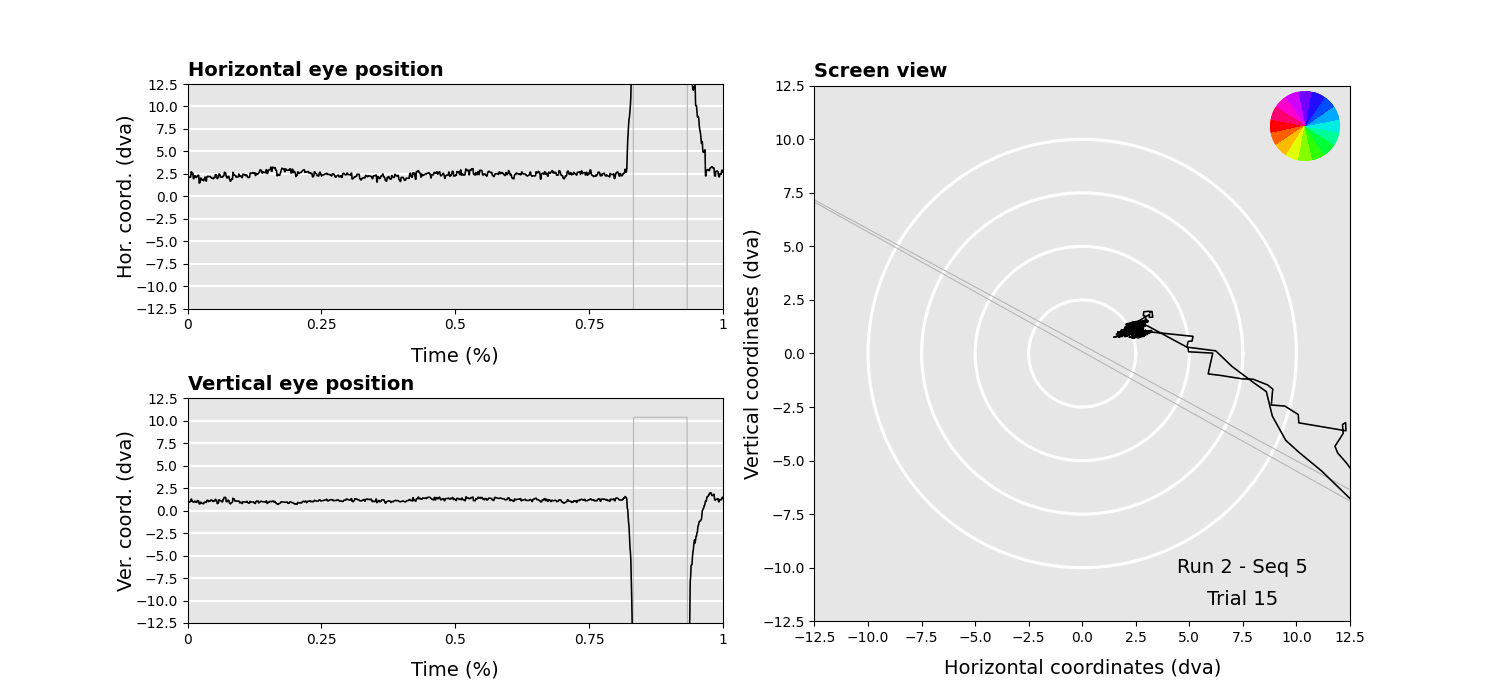 Horizontal eye position
Hor. coord. (dva)
12.5
10.0
7.5
5.0
2.5
0.0
−2.5
−5.0
−7.5
−10.0
−12.5
0 0.25 0.5 0.75 1
Time (%)
Vertical eye position
Ver. coord. (dva)
12.5
10.0
7.5
5.0
2.5
0.0
−2.5
−5.0
−7.5
−10.0
−12.5
0 0.25 0.5 0.75 1
Time (%)
Screen view
Vertical coordinates (dva)
12.5
10.0
7.5
5.0
2.5
0.0
−2.5
−5.0
−7.5
−10.0
−12.5
Run 2 - Seq 5
Trial 15
−12.5 −10.0 −7.5 −5.0 −2.5 0.0 2.5 5.0 7.5 10.0 12.5
Horizontal coordinates (dva)